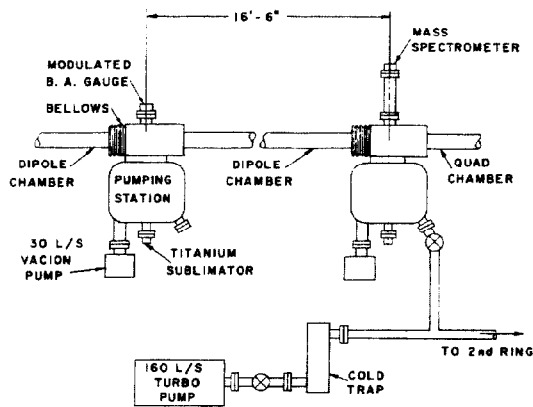 16'-6"
MASS
SPECTROMETER
MODULATED
B. A. GAUGE
BELLOWS
DIPOLE
CHAMBER
PUMPING
STATION
DIPOLE
CHAMBER
QUAD
CHAMBER
30 L/S
VACION
PUMP
TITANIUM
SUBLIMATOR
TO 2nd RING
160 L/S
TURBO
PUMP
COLD
TRAP